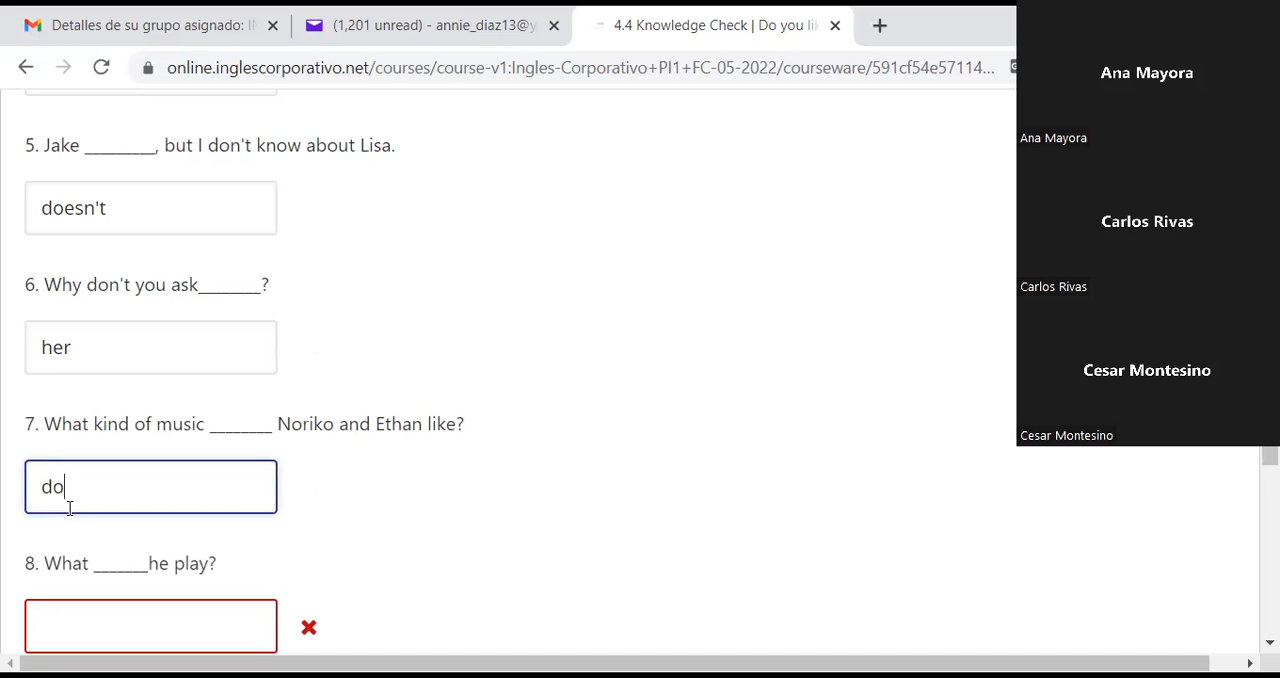 Detalles de su grupo asignado: II
(1,201 unread) - annie_diaz13@y
4.4 Knowledge Check | Do you li
online.inglescorporativo.net/courses/course-v1:Ingles-Corporativo+PI1+FC-05-2022/courseware/591cf54e57114...
5. Jake ________, but I don't know about Lisa.
doesn't
6. Why don't you ask_______?
her
7. What kind of music _______ Noriko and Ethan like?
do
8. What ______he play?
Ana Mayora
Ana Mayora
Carlos Rivas
Carlos Rivas
Cesar Montesino
Cesar Montesino